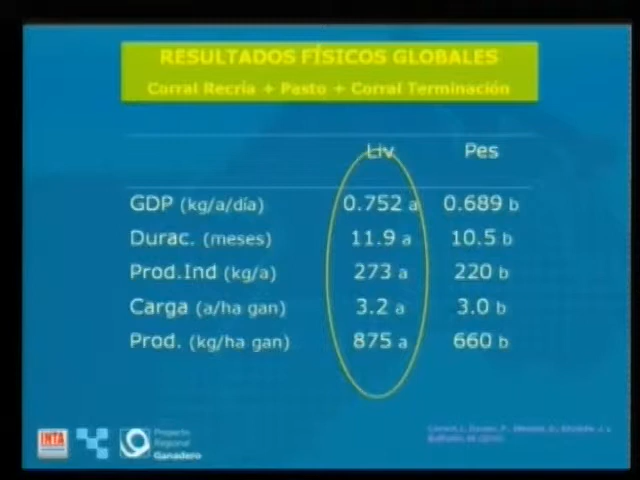 RESULTADOS FÍSICOS GLOBALES
Corral Recría + Pasto + Corral Terminación
Liv Pes
GDP (kg/a/día) 0.752 a 0.689 b
Durac. (meses) 11.9 a 10.5 b
Prod.Ind (kg/a) 273 a 220 b
Carga (a/ha gan) 3.2 a 3.0 b
Prod. (kg/ha gan) 875 a 660 b
INTA
Proyecto
Regional
Ganadero